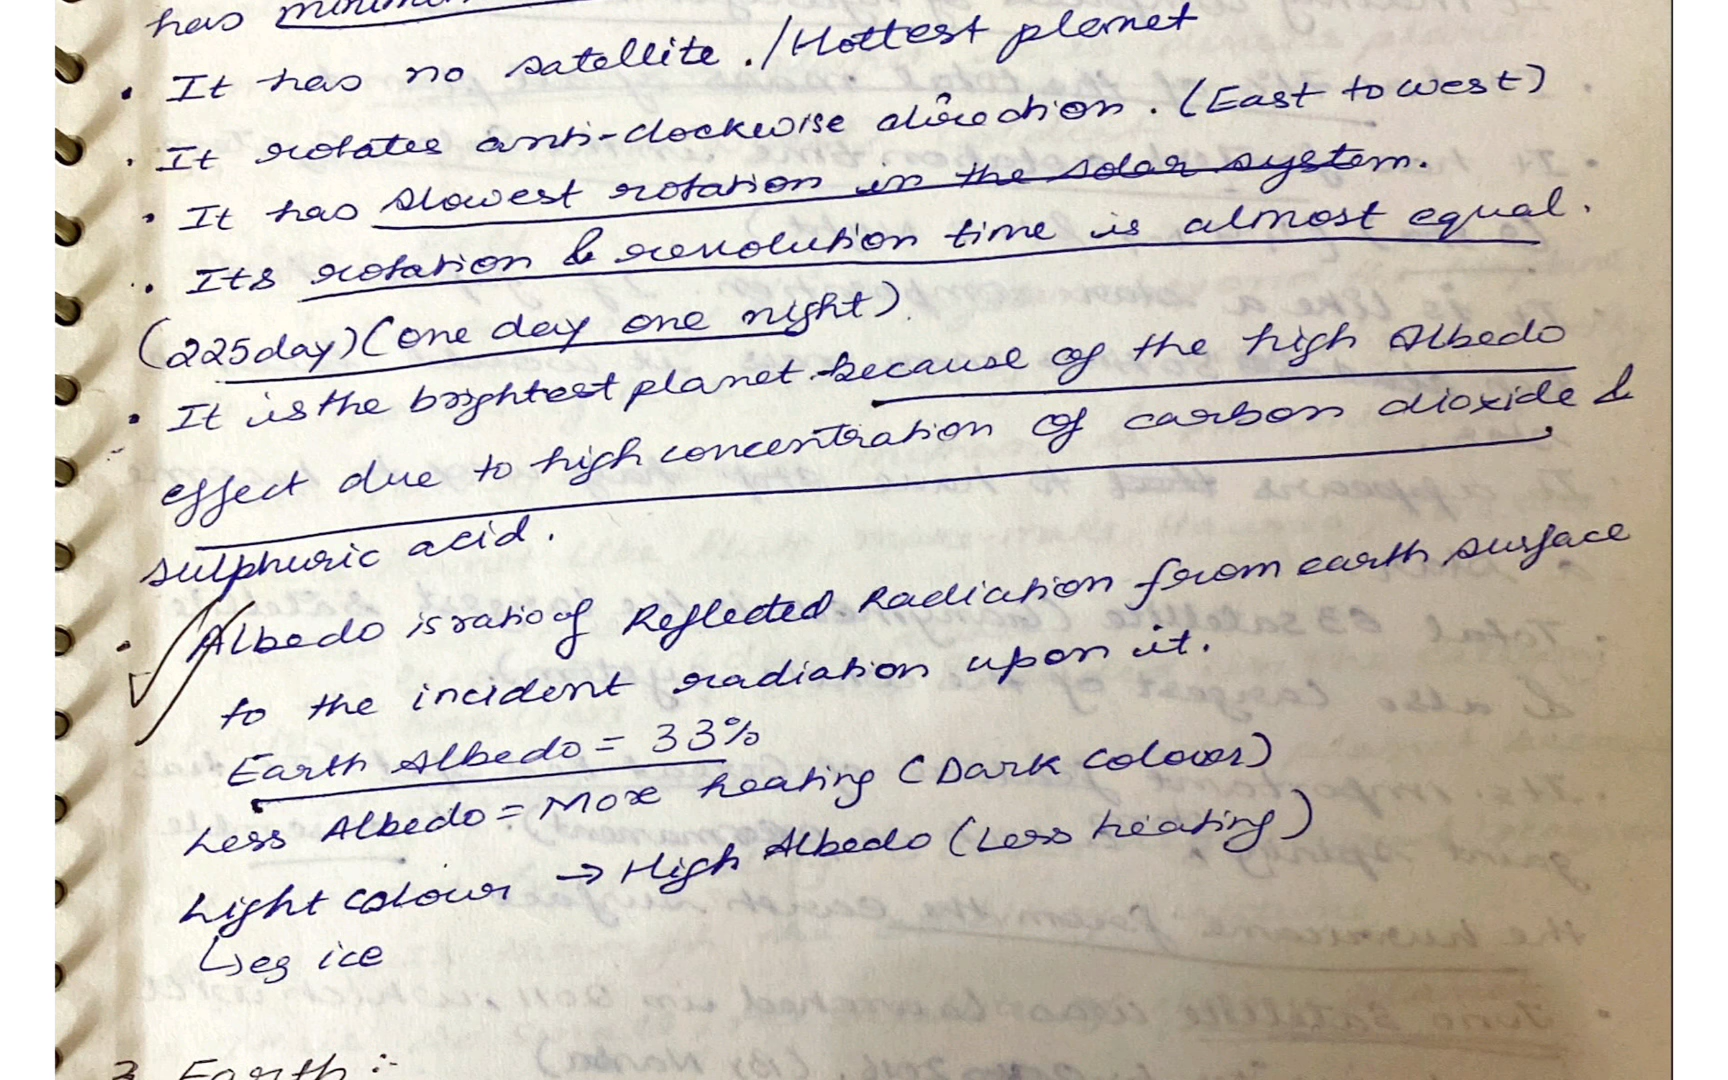 has
• It has no satellite. / Hottest planet
• It rotates anti-clockwise direction. (East to west)
• It has slowest rotation in the solar system.
• Its rotation & revolution time is almost equal.
(225day) (one day one night).
• It is the brightest planet because of the high Albedo
effect due to high concentration of carbon dioxide &
sulphuric acid.
• Albedo is ratio of Reflected Radiation from earth surface
to the incident radiation upon it.
Earth Albedo = 33%
Less Albedo = More heating (Dark Colour)
Light Colour → High Albedo (Less heating)
↳ eg ice
3. Earth :-